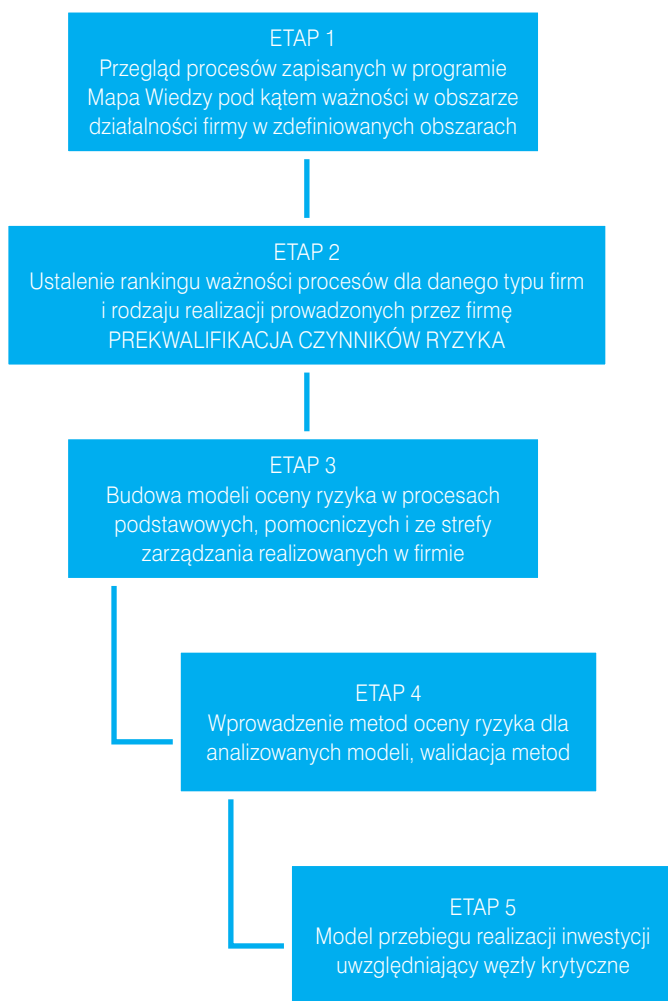 ETAP 1
Przegląd procesów zapisanych w programie
Mapa Wiedzy pod kątem ważności w obszarze
działalności firmy w zdefiniowanych obszarach
ETAP 2
Ustalenie rankingu ważności procesów dla danego typu firm
i rodzaju realizacji prowadzonych przez firmę
PREKWALIFIKACJA CZYNNIKÓW RYZYKA
ETAP 3
Budowa modeli oceny ryzyka w procesach
podstawowych, pomocniczych i ze strefy
zarządzania realizowanych w firmie
ETAP 4
Wprowadzenie metod oceny ryzyka dla
analizowanych modeli, walidacja metod
ETAP 5
Model przebiegu realizacji inwestycji
uwzględniający węzły krytyczne